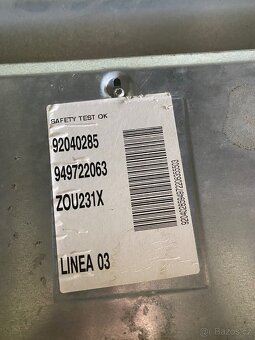 SAFETY TEST OK
92040285
949722063
ZOU231X
LINEA 03